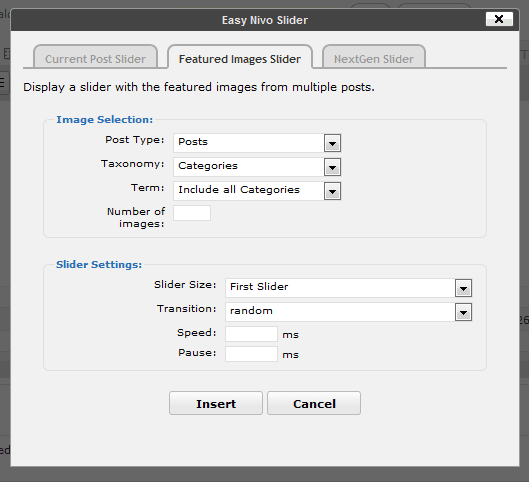 Easy Nivo Slider
Current Post Slider
Featured Images Slider
NextGen Slider
Display a slider with the featured images from multiple posts.
Image Selection:
Post Type: Posts
Taxonomy: Categories
Term: Include all Categories
Number of
images:
Slider Settings:
Slider Size: First Slider
Transition: random
Speed: ms
Pause: ms
Insert Cancel